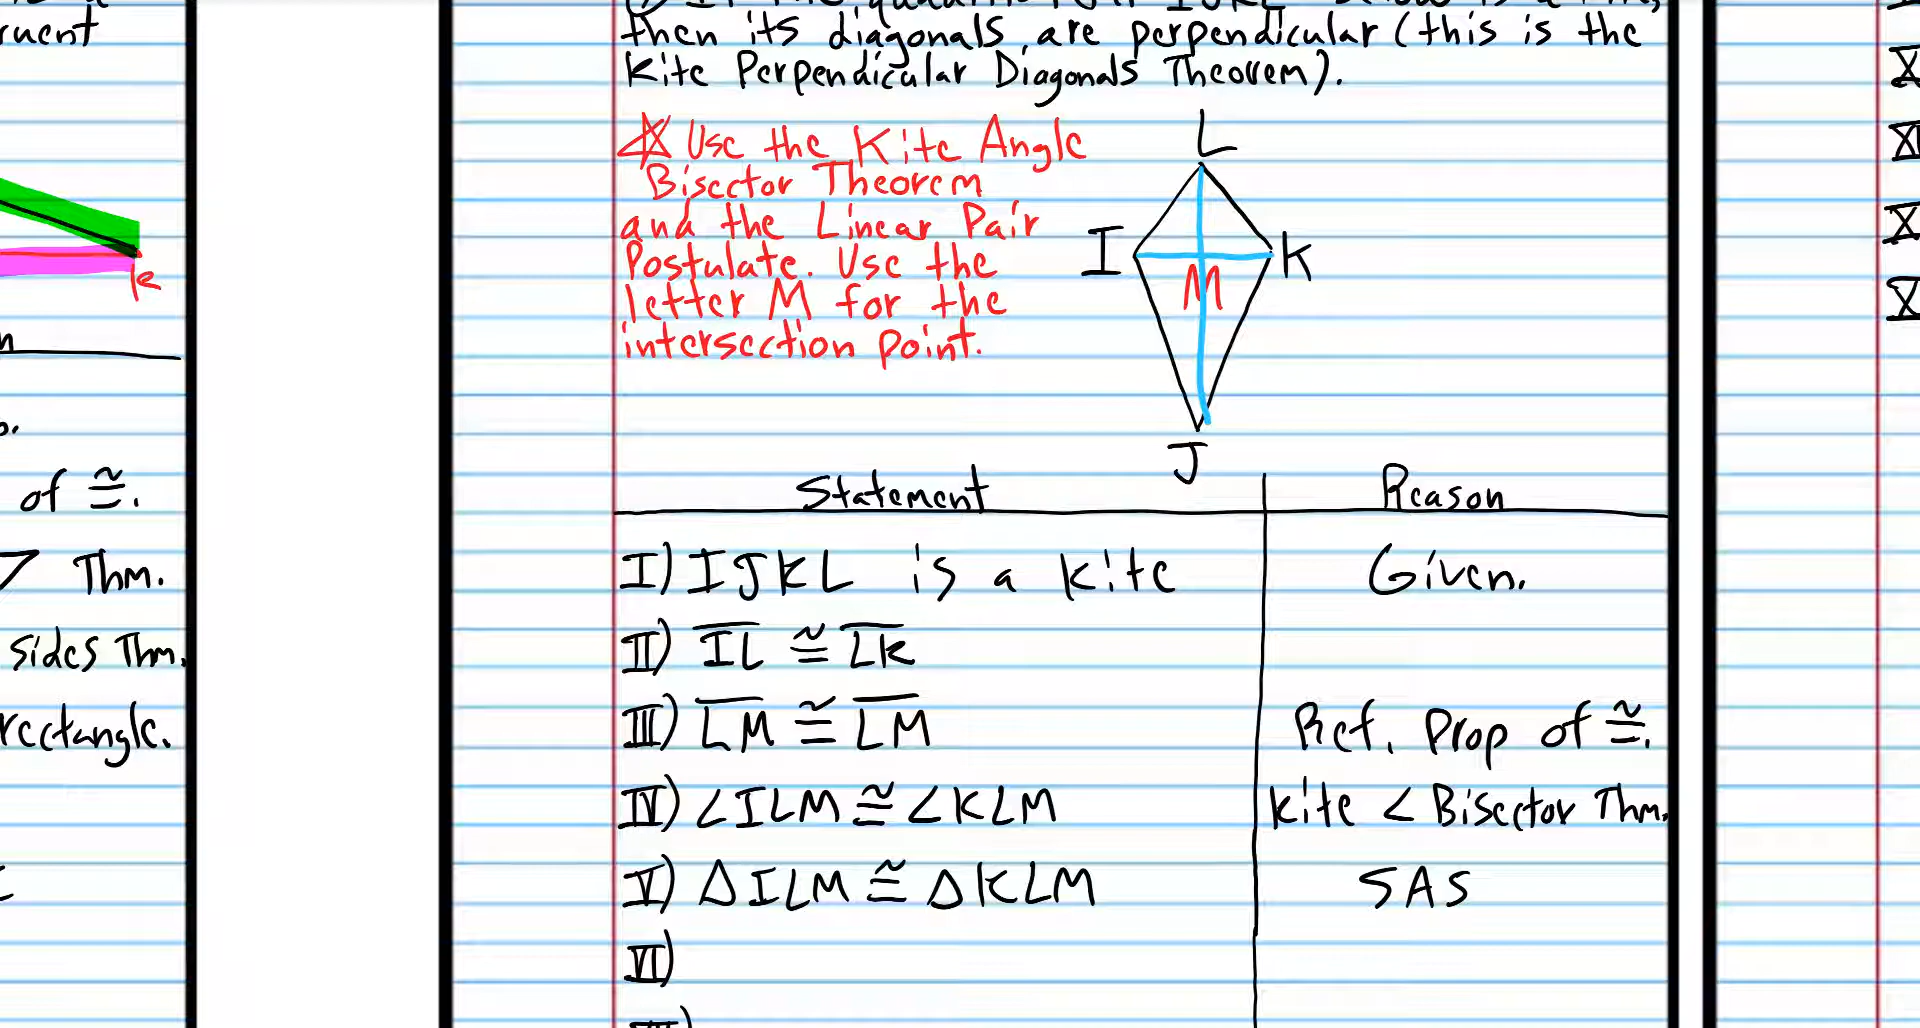 then its diagonals are perpendicular (this is the
Kite Perpendicular Diagonals Theorem).
☆ Use the Kite Angle
Bisector Theorem
and the Linear Pair
Postulate. Use the
letter M for the
intersection point.
L
I
K
M
J
Statement Reason
I) IJKL is a kite Given.
II) IL ≅ LK
III) LM ≅ LM Ref. Prop of ≅.
IV) ∠ILM ≅ ∠KLM Kite < Bisector Thm.
V) △ILM ≅ △KLM SAS
VI)
k
of ≅.
Thm.
sides Thm.
rectangle.